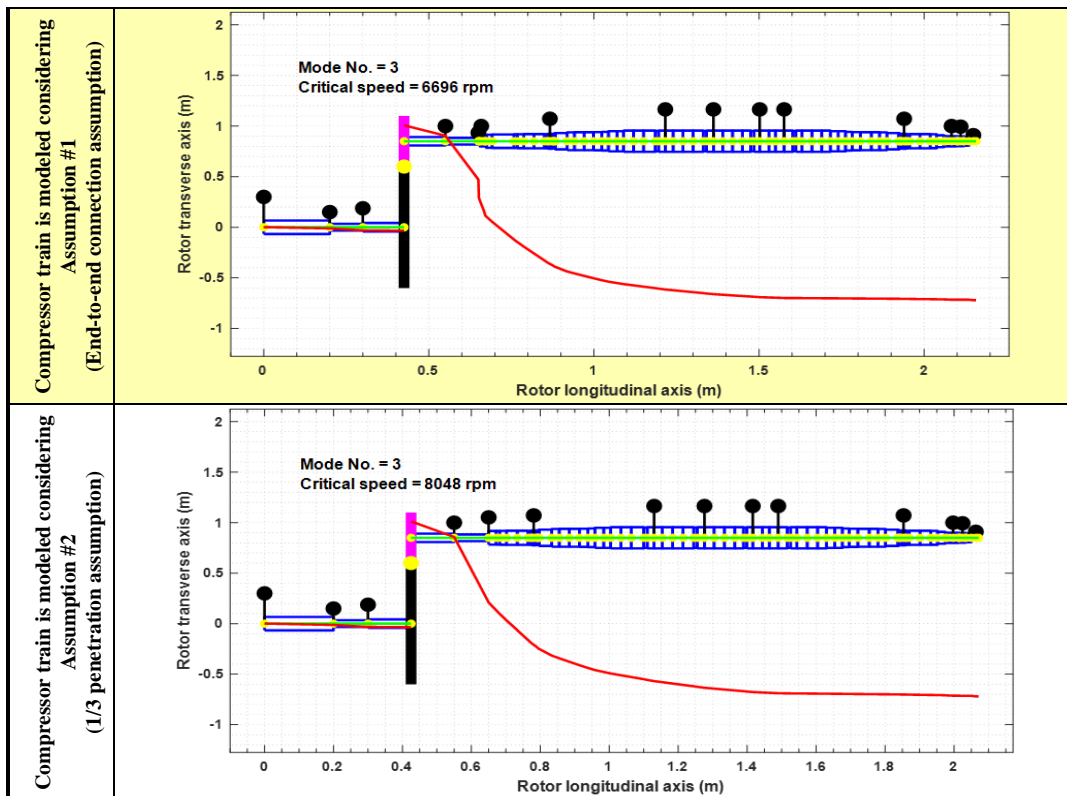 Compressor train is modeled considering
Assumption #1
(End-to-end connection assumption)
Mode No. = 3
Critical speed = 6696 rpm
Rotor transverse axis (m)
2
1.5
1
0.5
0
-0.5
-1
0 0.5 1 1.5 2
Rotor longitudinal axis (m)
Compressor train is modeled considering
Assumption #2
(1/3 penetration assumption)
Mode No. = 3
Critical speed = 8048 rpm
Rotor transverse axis (m)
2
1.5
1
0.5
0
-0.5
-1
0 0.2 0.4 0.6 0.8 1 1.2 1.4 1.6 1.8 2
Rotor longitudinal axis (m)